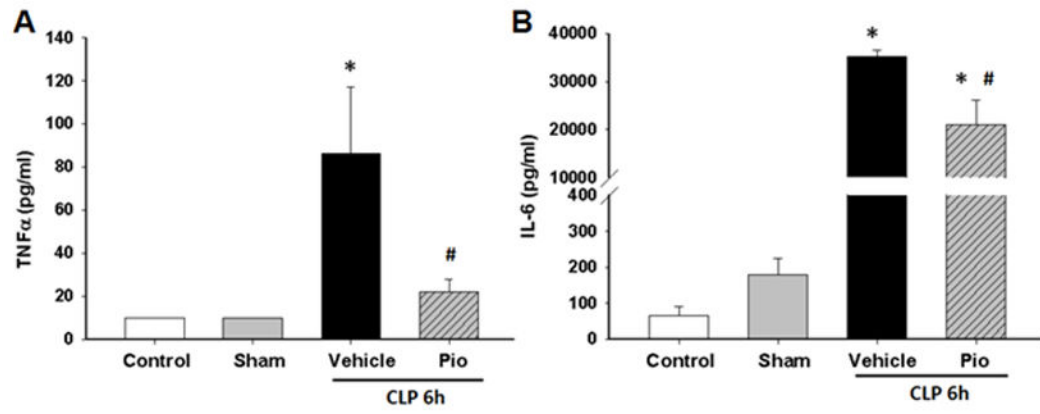 A
TNFα (pg/ml)
140
120
100
80
60
40
20
0
*
#
Control Sham Vehicle Pio
CLP 6h
B
IL-6 (pg/ml)
40000
30000
20000
10000
400
300
200
100
0
*
* #
Control Sham Vehicle Pio
CLP 6h